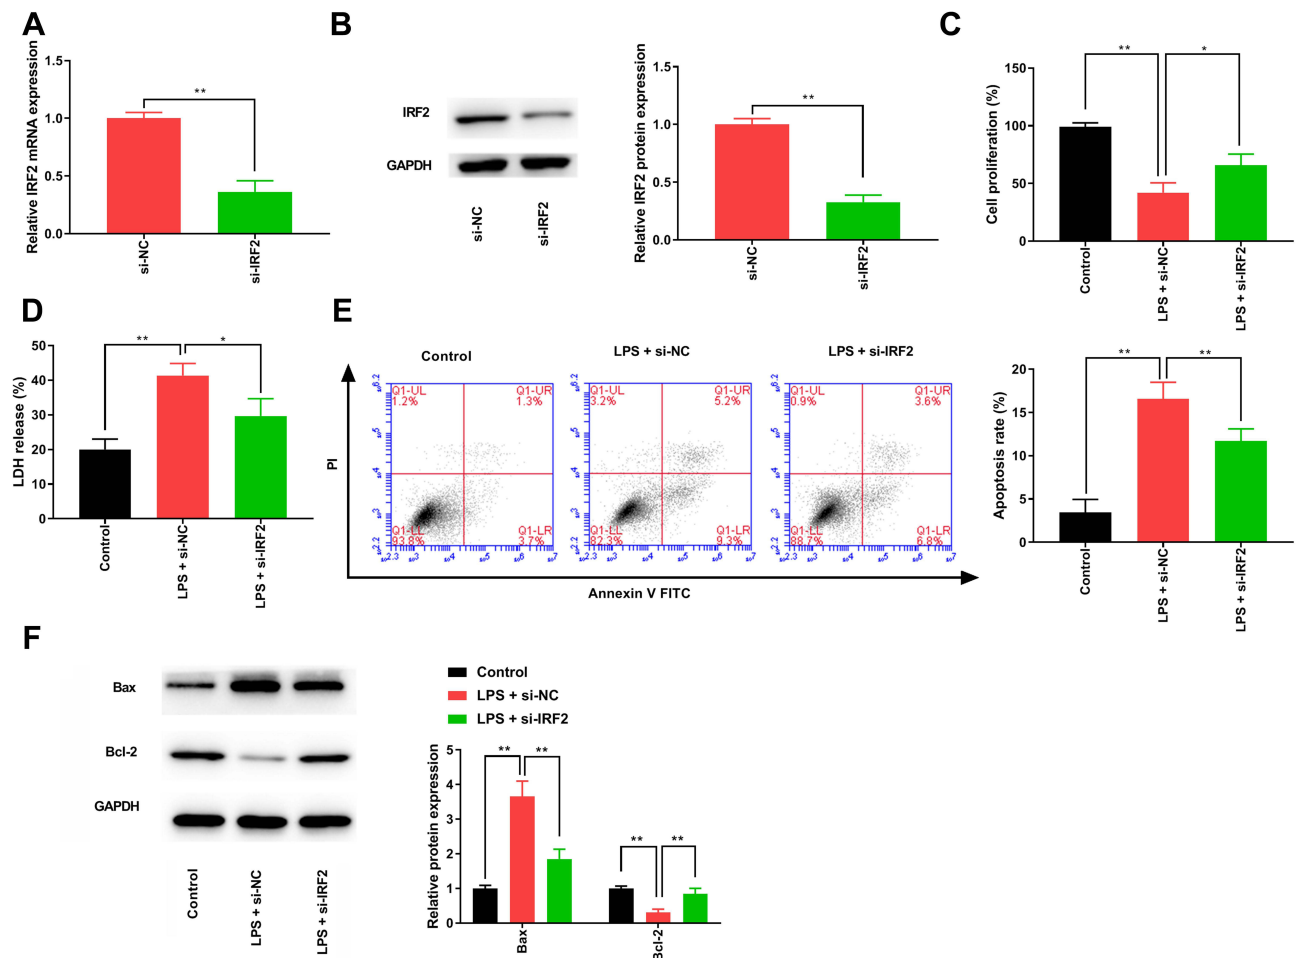 A
Relative IRF2 mRNA expression
1.5
1.0
0.5
0.0
**
si-NC
si-IRF2
B
IRF2
GAPDH
si-NC
si-IRF2
Relative IRF2 protein expression
1.5
1.0
0.5
0.0
**
si-NC
si-IRF2
C
Cell proliferation (%)
150
100
50
0
**
*
Control
LPS + si-NC
LPS + si-IRF2
D
LDH release (%)
50
40
30
20
10
0
**
*
Control
LPS + si-NC
LPS + si-IRF2
E
Control
LPS + si-NC
LPS + si-IRF2
PI
Q1-UL
1.2%
Q1-UR
1.3%
Q1-LL
93.8%
Q1-LR
3.7%
Q1-UL
3.2%
Q1-UR
5.2%
Q1-LL
82.3%
Q1-LR
9.3%
Q1-UL
0.9%
Q1-UR
3.6%
Q1-LL
88.7%
Q1-LR
6.8%
Annexin V FITC
Apoptosis rate (%)
20
15
10
5
0
**
**
Control
LPS + si-NC
LPS + si-IRF2
F
Bax
Bcl-2
GAPDH
Control
LPS + si-NC
LPS + si-IRF2
Control
LPS + si-NC
LPS + si-IRF2
Relative protein expression
5
4
3
2
1
0
**
**
**
**
Bax
Bcl-2